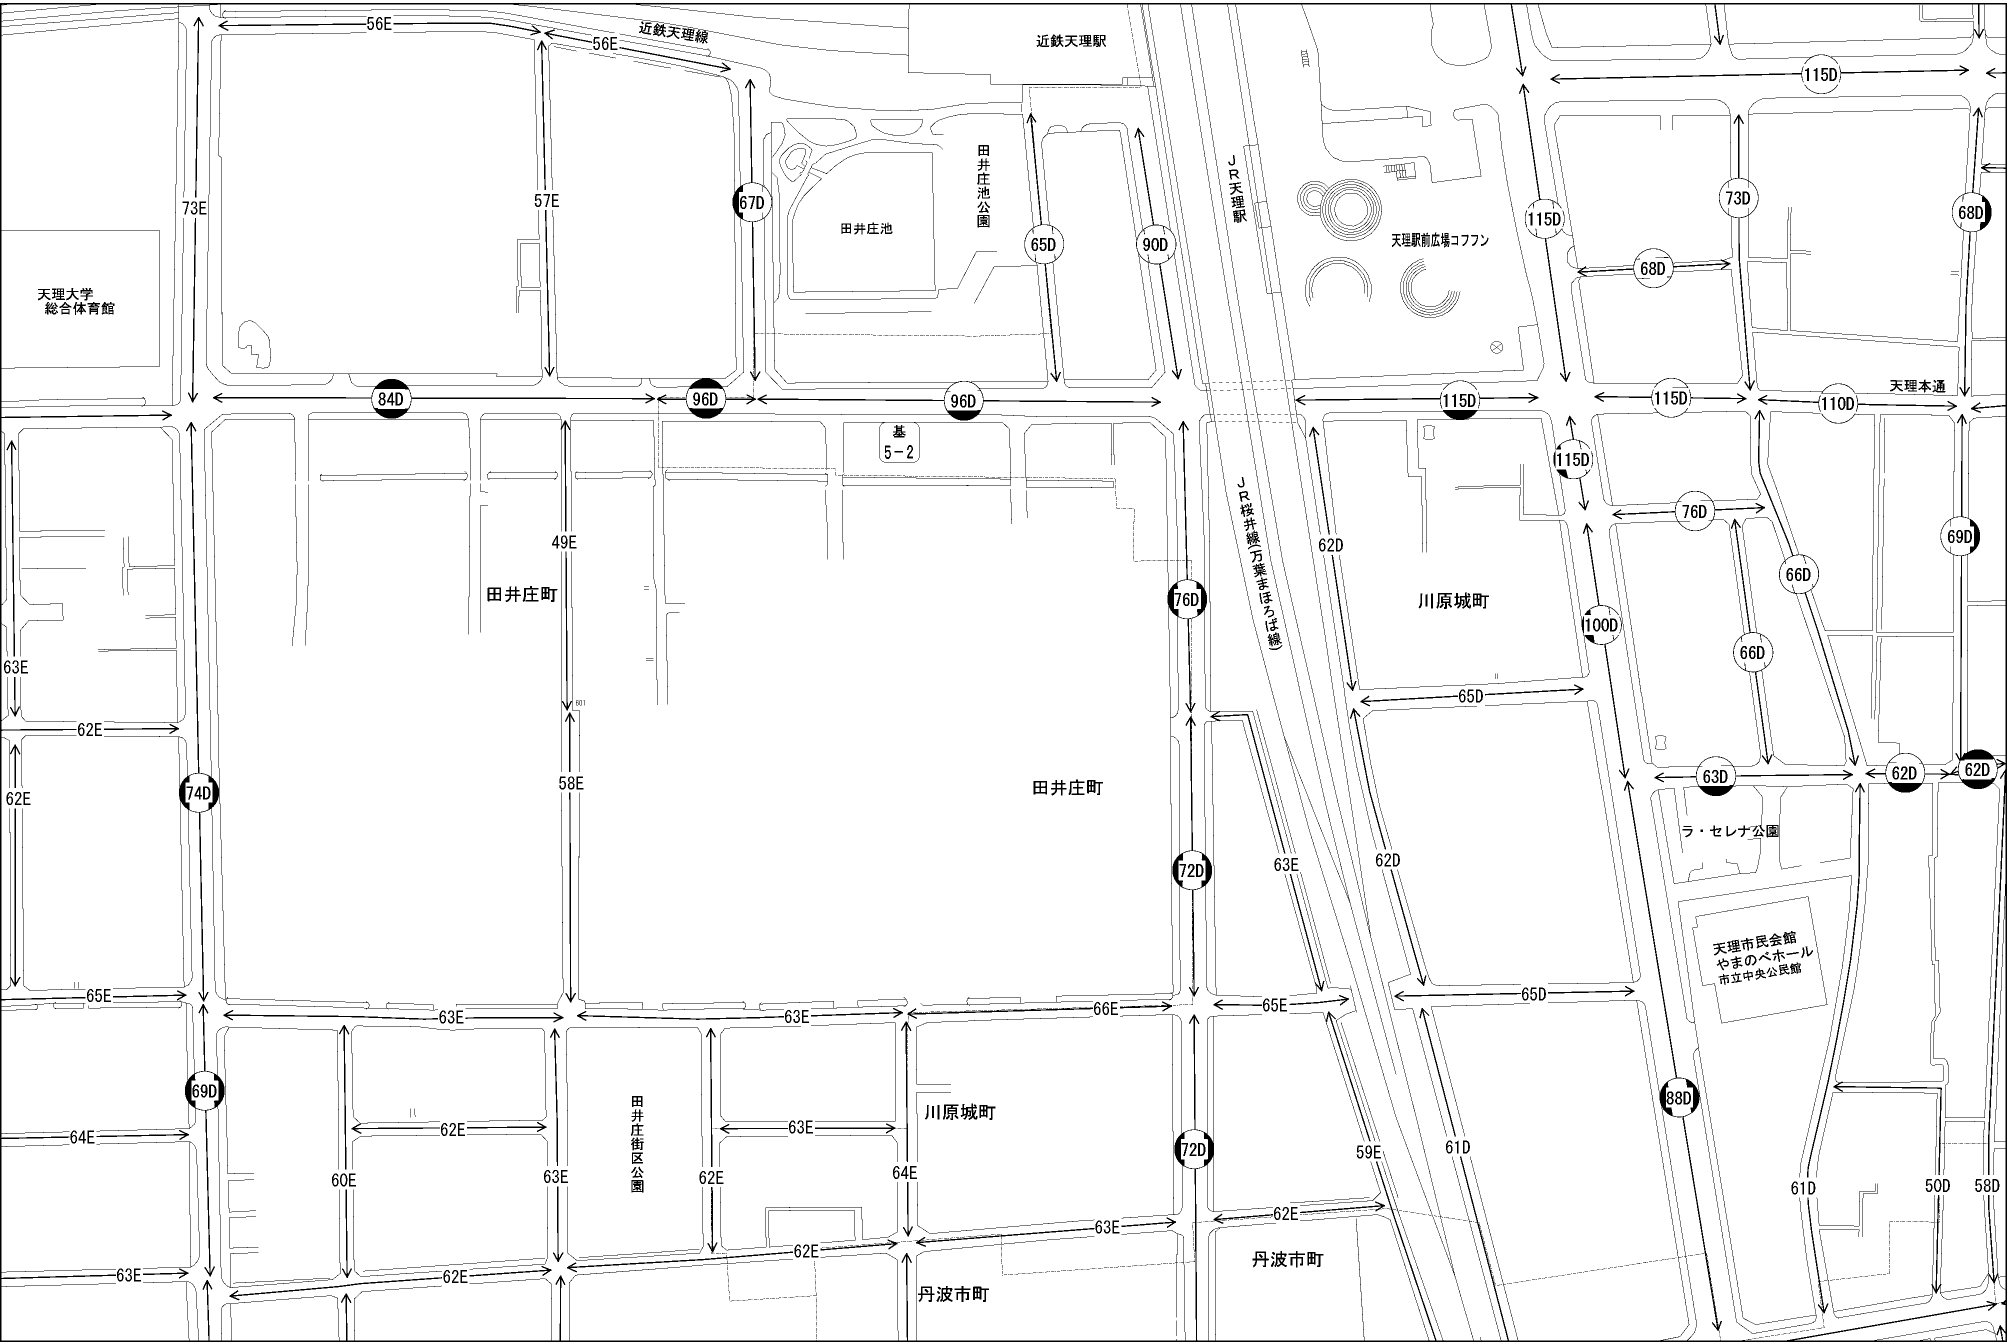 56E
56E
近鉄天理線
近鉄天理駅
115D
73E
57E
67D
田井庄池
田井庄池公園
65D
90D
JR天理駅
天理駅前広場コフフン
115D
73D
68D
68D
天理大学
総合体育館
84D
96D
96D
115D
115D
110D
天理本通
基
5-2
115D
76D
69D
49E
62D
JR桜井線(万葉まほろば線)
66D
田井庄町
76D
川原城町
100D
66D
63E
65D
601
62E
62E
74D
58E
田井庄町
72D
63E
62D
63D
62D
62D
ラ・セレナ公園
天理市民会館
やまのべホール
市立中央公民館
65E
63E
63E
66E
65E
65D
69D
64E
62E
田井庄街区公園
63E
川原城町
72D
88D
60E
63E
62E
64E
59E
61D
61D
50D
58D
63E
62E
62E
63E
62E
丹波市町
丹波市町